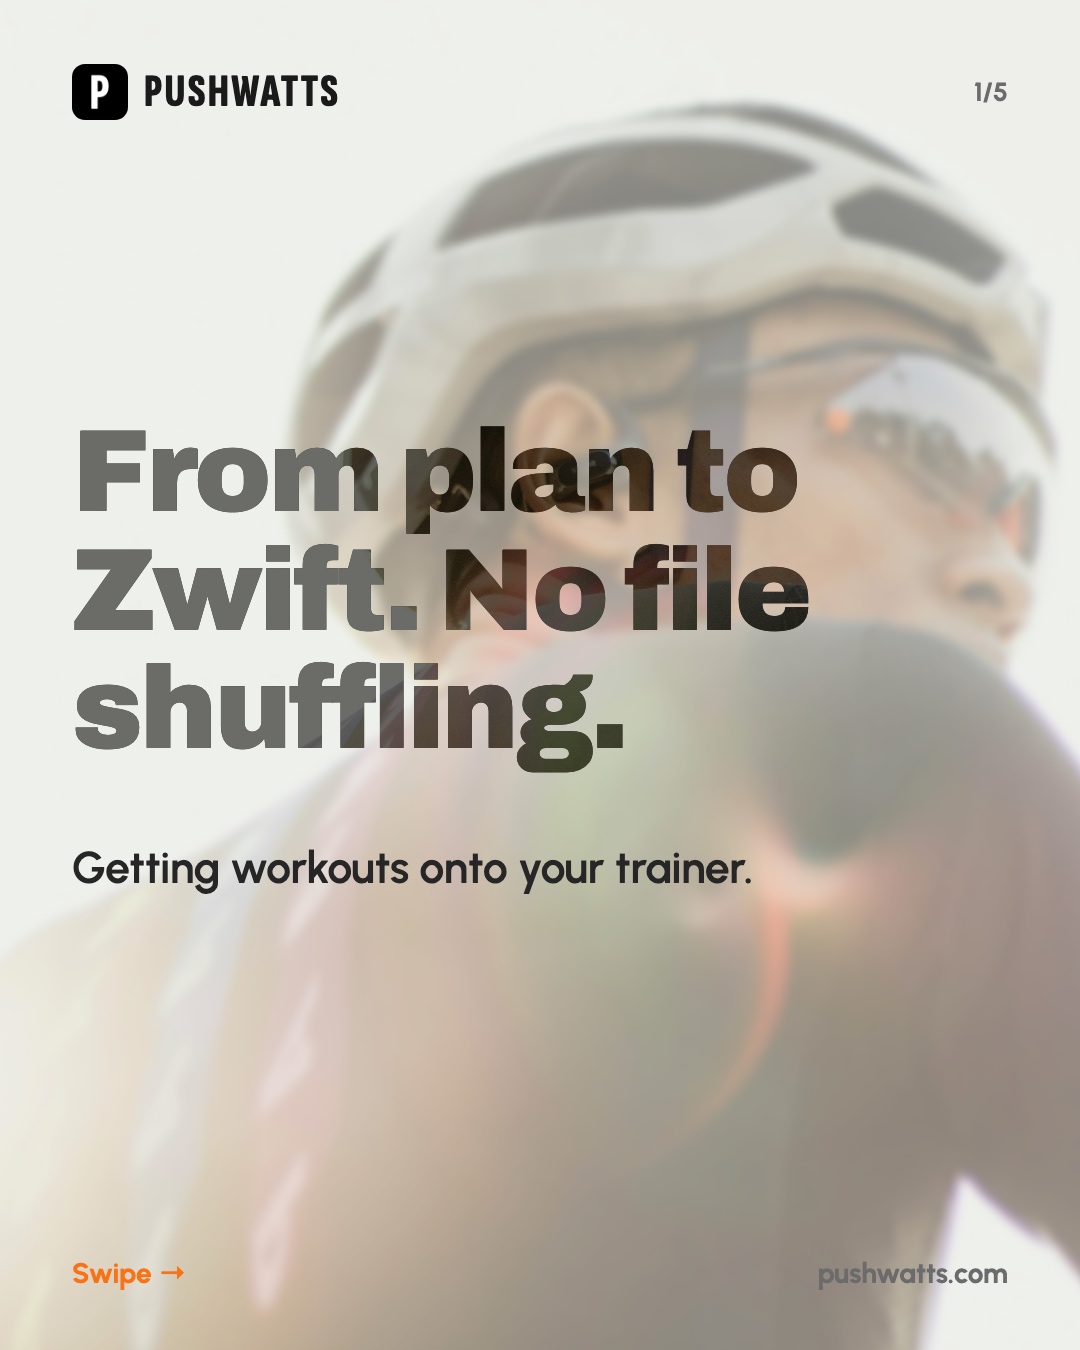 P PUSHWATTS
1/5
From plan to
Zwift. No file
shuffling.
Getting workouts onto your trainer.
Swipe →
pushwatts.com